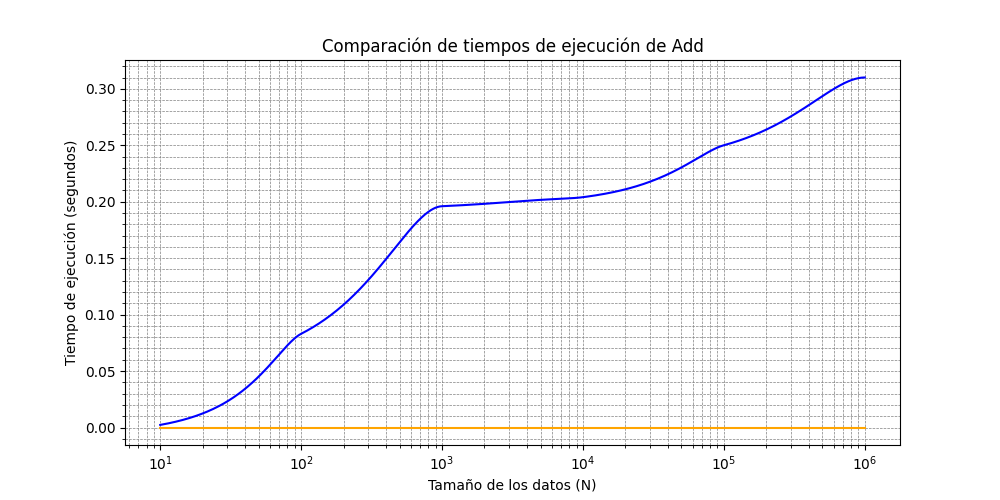 Comparación de tiempos de ejecución de Add
Tiempo de ejecución (segundos)
0.30
0.25
0.20
0.15
0.10
0.05
0.00
10¹ 10² 10³ 10⁴ 10⁵ 10⁶
Tamaño de los datos (N)